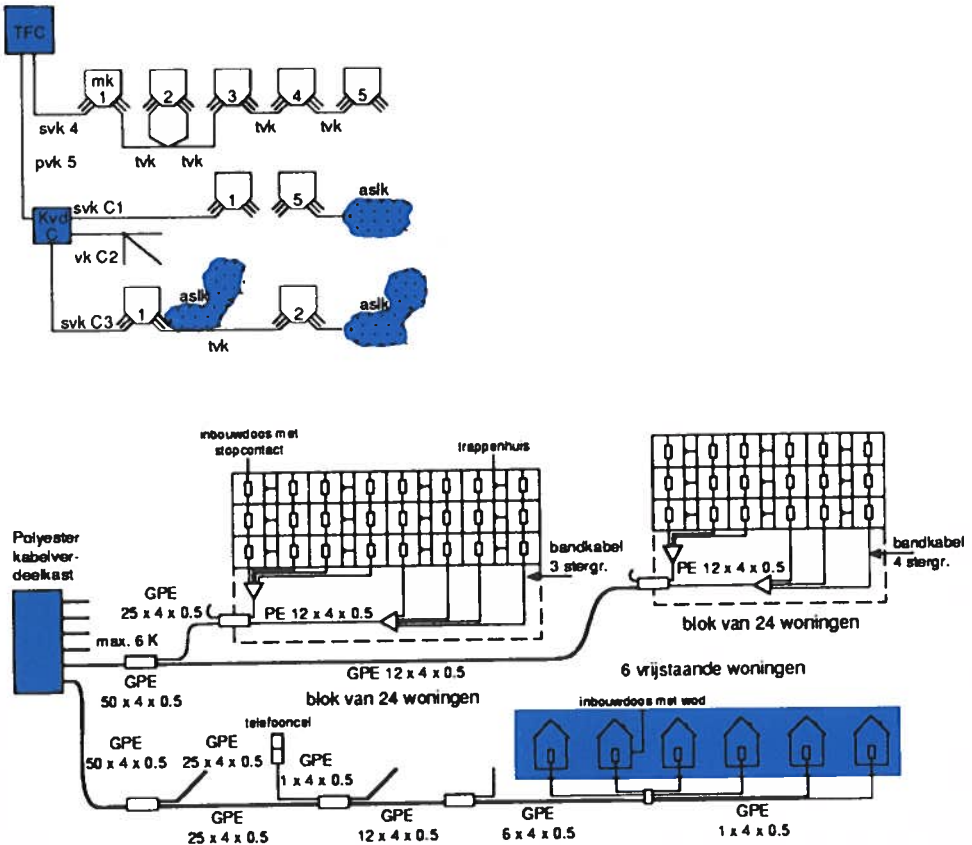 TFC
mk
1
2
3
4
5
svk 4
tvk
tvk
tvk
tvk
pvk 5
svk C1
1
5
aslk
Kvd
C
vk C2
aslk
aslk
svk C3
1
2
tvk
inbouwdoos met
stopcontact
trappenhuis
Polyester
kabelver-
deelkast
bandkabel
3 stergr.
bandkabel
4 stergr.
GPE
25 x 4 x 0.5
PE 12 x 4 x 0.5
PE 12 x 4 x 0.5
max. 6 K
blok van 24 woningen
GPE
50 x 4 x 0.5
GPE 12 x 4 x 0.5
6 vrijstaande woningen
blok van 24 woningen
inbouwdoos met wod
telefooncel
GPE
50 x 4 x 0.5
GPE
25 x 4 x 0.5
GPE
1 x 4 x 0.5
GPE
25 x 4 x 0.5
GPE
12 x 4 x 0.5
GPE
6 x 4 x 0.5
GPE
1 x 4 x 0.5